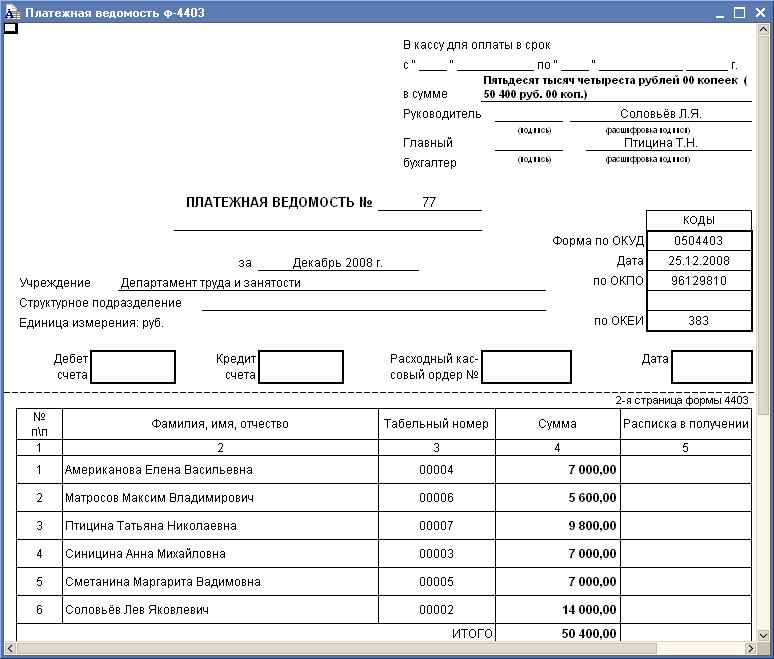 Платежная ведомость ф-4403
В кассу для оплаты в срок
с " ____ " ____________ по " ____ " ____________ ______ г.
Пятьдесят тысяч четыреста рублей 00 копеек (
в сумме 50 400 руб. 00 коп.)
Руководитель Соловьёв Л.Я.
(подпись) (расшифровка подписи)
Главный Птицина Т.Н.
бухгалтер (подпись) (расшифровка подписи)
ПЛАТЕЖНАЯ ВЕДОМОСТЬ № 77
КОДЫ
Форма по ОКУД 0504403
за Декабрь 2008 г. Дата 25.12.2008
Учреждение Департамент труда и занятости по ОКПО 96129810
Структурное подразделение
Единица измерения: руб. по ОКЕИ 383
Дебет Кредит Расходный кас- Дата
счета счета совый ордер №
2-я страница формы 4403
№ п\п Фамилия, имя, отчество Табельный номер Сумма Расписка в получении
1 2 3 4 5
1 Американова Елена Васильевна 00004 7 000,00
2 Матросов Максим Владимирович 00006 5 600,00
3 Птицина Татьяна Николаевна 00007 9 800,00
4 Синицина Анна Михайловна 00003 7 000,00
5 Сметанина Маргарита Вадимовна 00005 7 000,00
6 Соловьёв Лев Яковлевич 00002 14 000,00
ИТОГО 50 400,00